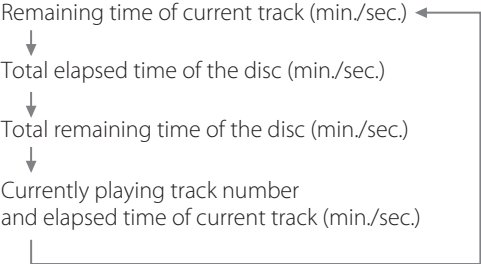 Remaining time of current track (min./sec.)
Total elapsed time of the disc (min./sec.)
Total remaining time of the disc (min./sec.)
Currently playing track number
and elapsed time of current track (min./sec.)